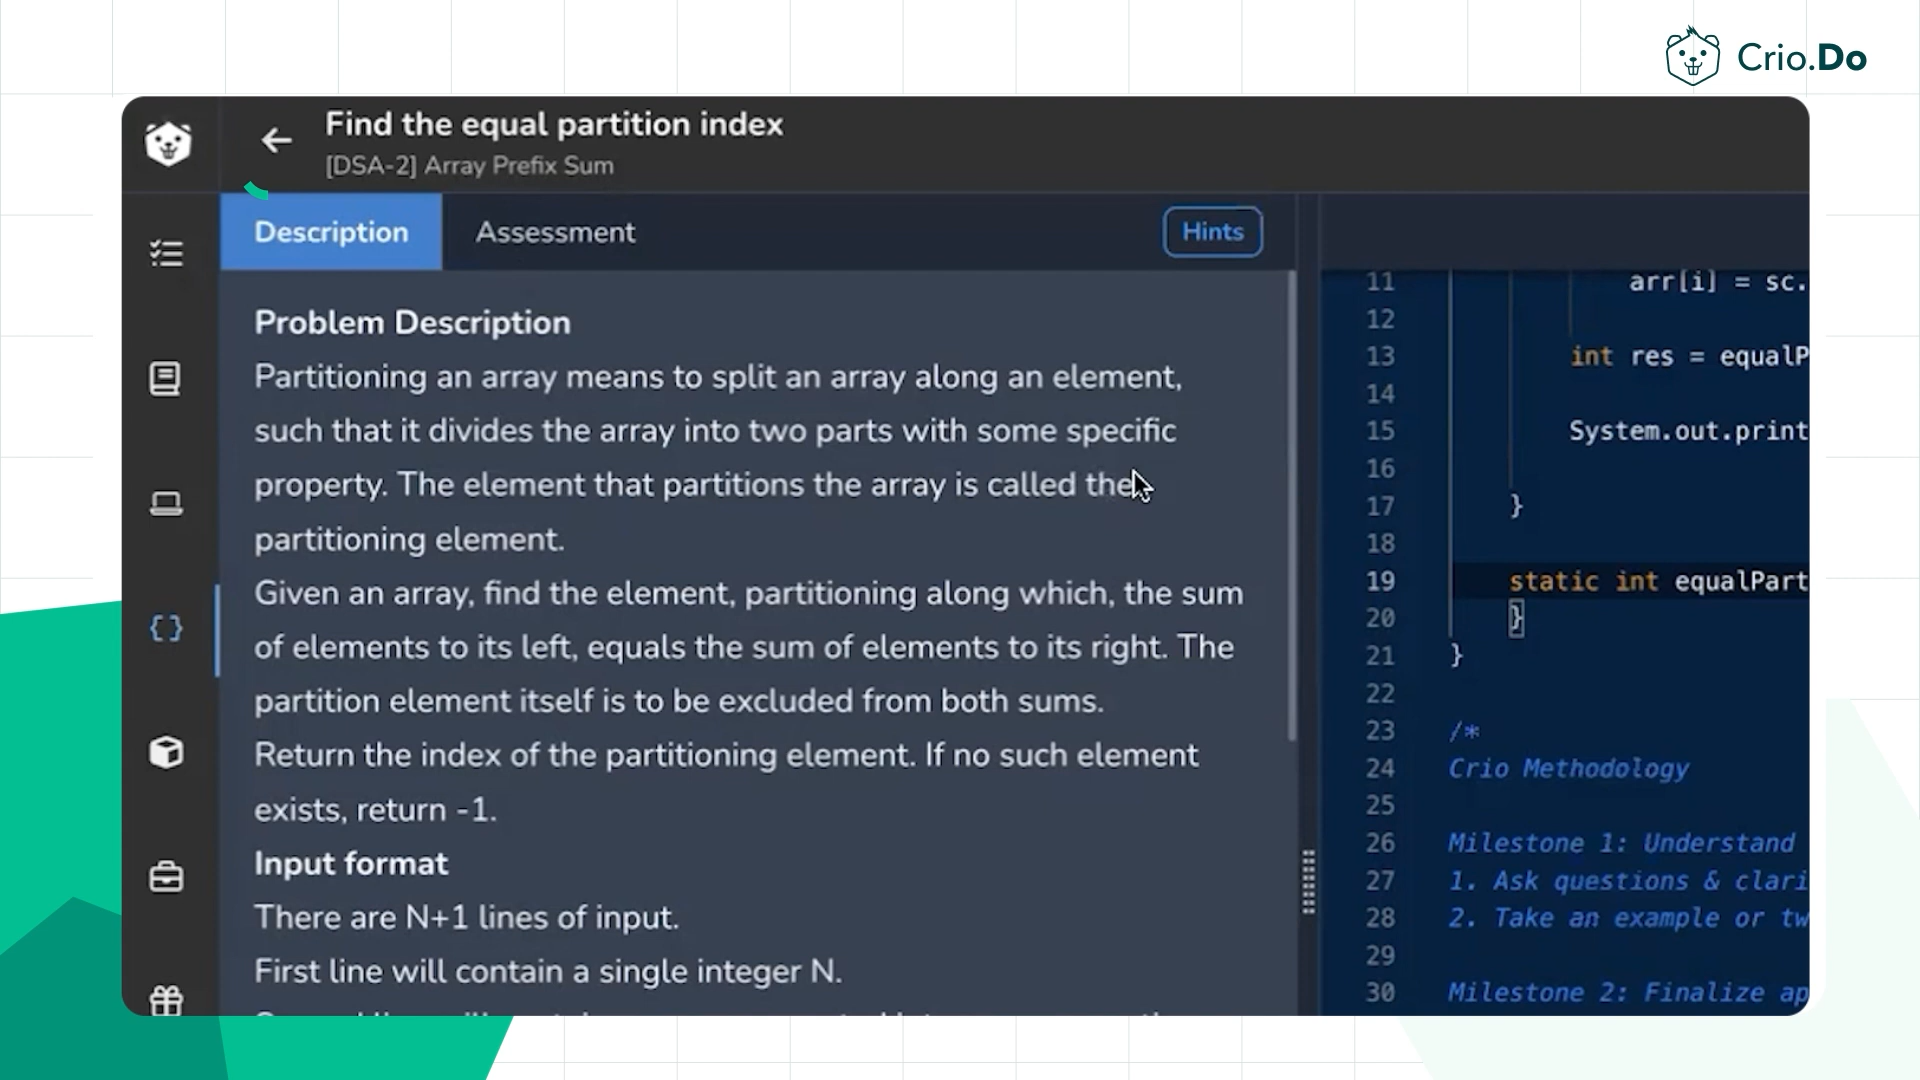 Crio.Do
Find the equal partition index
[DSA-2] Array Prefix Sum
Description
Assessment
Hints
Problem Description
Partitioning an array means to split an array along an element,
such that it divides the array into two parts with some specific
property. The element that partitions the array is called the
partitioning element.
Given an array, find the element, partitioning along which, the sum
of elements to its left, equals the sum of elements to its right. The
partition element itself is to be excluded from both sums.
Return the index of the partitioning element. If no such element
exists, return -1.
Input format
There are N+1 lines of input.
First line will contain a single integer N.
11 arr[i] = sc.
12
13 int res = equalP
14
15 System.out.print
16
17 }
18
19 static int equalPart
20 }
21 }
22
23 /*
24 Crio Methodology
25
26 Milestone 1: Understand
27 1. Ask questions & clari
28 2. Take an example or tw
29
30 Milestone 2: Finalize ap